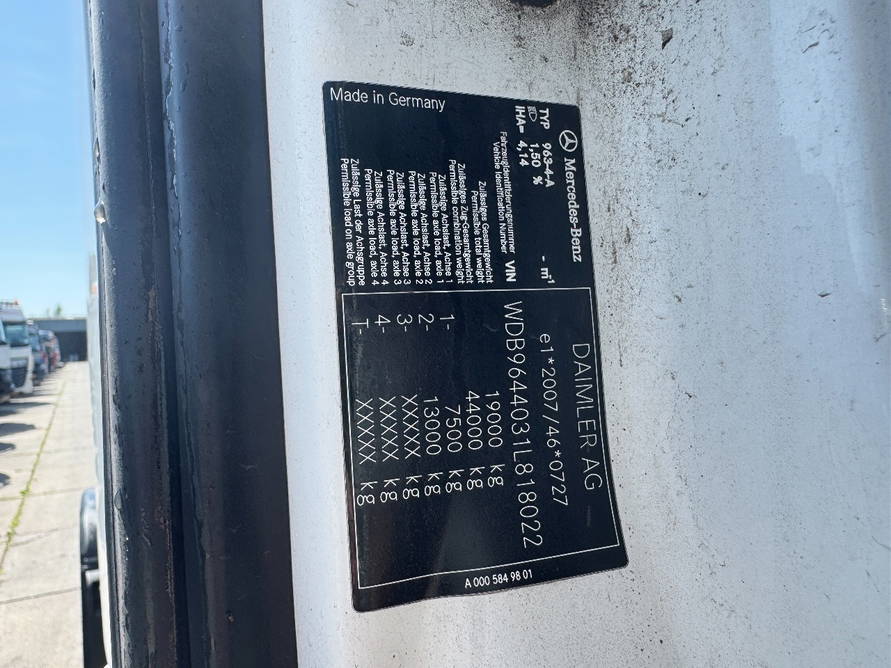 Mercedes-Benz
DAIMLER AG
TYP 963-4-A
1,50 % - m¹
e1*2007/46*0727
IHA= 4,14
Fahrzeugidentifizierungsnummer
Vehicle Identification Number VIN WDB9644031L818022
Zulässiges Gesamtgewicht
Permissible total weight 19000 kg
Zulässiges Zug-Gesamtgewicht
Permissible combination weight 44000 kg
Zulässige Achslast, Achse 1
Permissible axle load, axle 1 1- 7500 kg
Zulässige Achslast, Achse 2
Permissible axle load, axle 2 2- 13000 kg
Zulässige Achslast, Achse 3
Permissible axle load, axle 3 3- XXXXX kg
Zulässige Achslast, Achse 4
Permissible axle load, axle 4 4- XXXXX kg
Zulässige Last der Achsgruppe
Permissible load on axle group T- XXXXX kg
Made in Germany
A 000 584 98 01